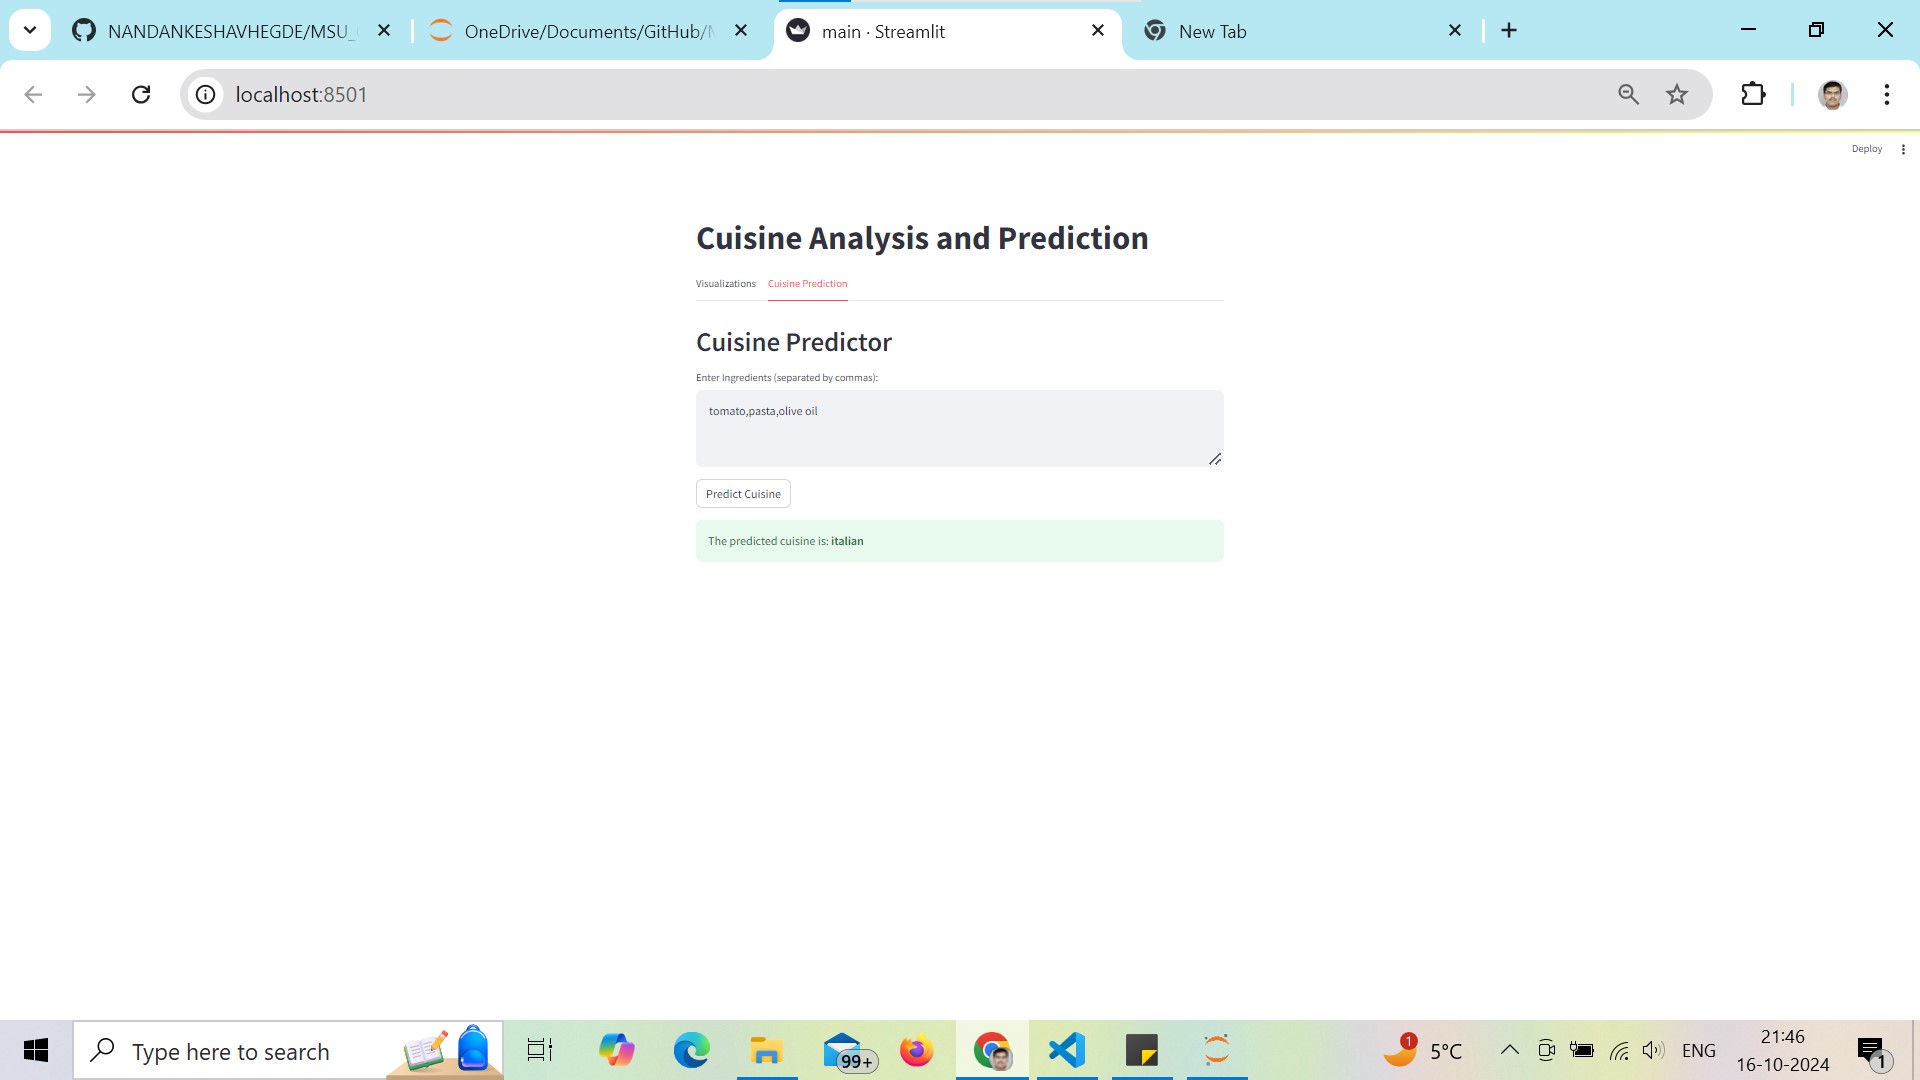 NANDANKESHAVHEGDE/MSU_
OneDrive/Documents/GitHub/
main · Streamlit
New Tab
localhost:8501
Deploy
Cuisine Analysis and Prediction
Visualizations
Cuisine Prediction
Cuisine Predictor
Enter Ingredients (separated by commas):
tomato,pasta,olive oil
Predict Cuisine
The predicted cuisine is: italian
Type here to search
99+
1
5°C
ENG
21:46
16-10-2024
1